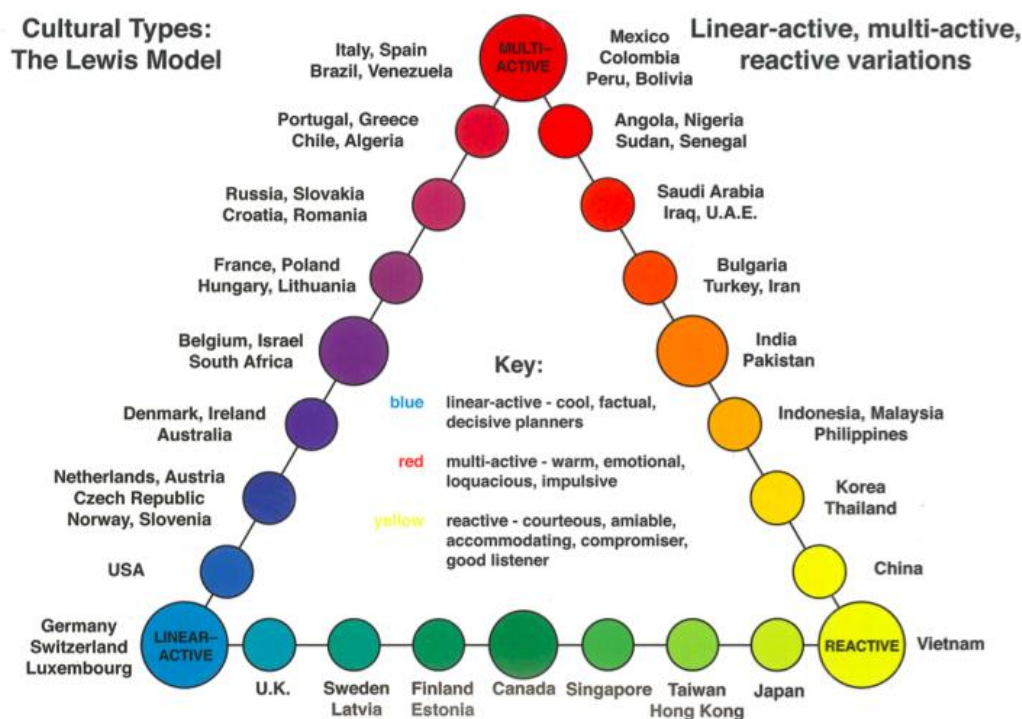 Cultural Types:
The Lewis Model
Linear-active, multi-active,
reactive variations
MULTI–
ACTIVE
Italy, Spain
Brazil, Venezuela
Mexico
Colombia
Peru, Bolivia
Portugal, Greece
Chile, Algeria
Angola, Nigeria
Sudan, Senegal
Russia, Slovakia
Croatia, Romania
Saudi Arabia
Iraq, U.A.E.
France, Poland
Hungary, Lithuania
Bulgaria
Turkey, Iran
Belgium, Israel
South Africa
India
Pakistan
Denmark, Ireland
Australia
Indonesia, Malaysia
Philippines
Netherlands, Austria
Czech Republic
Norway, Slovenia
Korea
Thailand
USA
China
Key:
blue linear-active - cool, factual,
decisive planners
red multi-active - warm, emotional,
loquacious, impulsive
yellow reactive - courteous, amiable,
accommodating, compromiser,
good listener
Germany
Switzerland
Luxembourg
LINEAR–
ACTIVE
REACTIVE
Vietnam
U.K.
Sweden
Latvia
Finland
Estonia
Canada
Singapore
Taiwan
Hong Kong
Japan